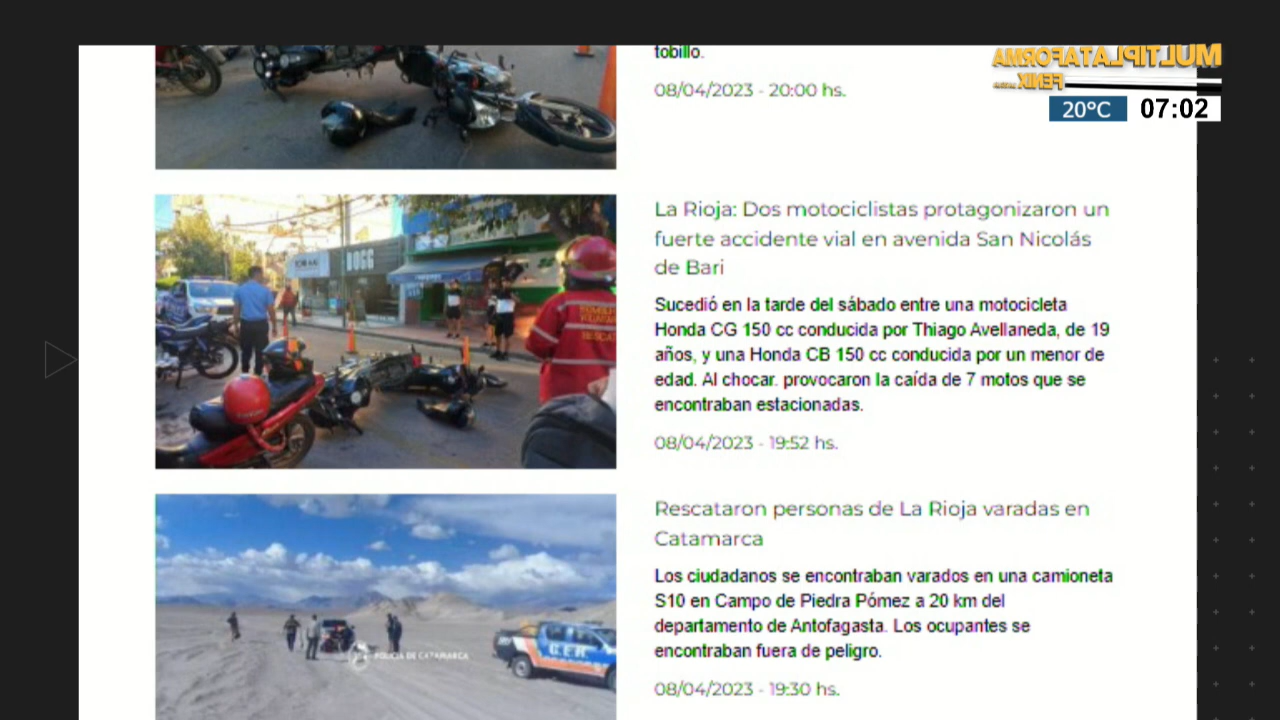 tobillo.
08/04/2023 - 20:00 hs.
MULTIPLATAFORMA
FENIX
20°C 07:02
La Rioja: Dos motociclistas protagonizaron un
fuerte accidente vial en avenida San Nicolás
de Bari
Sucedió en la tarde del sábado entre una motocicleta
Honda CG 150 cc conducida por Thiago Avellaneda, de 19
años, y una Honda CB 150 cc conducida por un menor de
edad. Al chocar. provocaron la caída de 7 motos que se
encontraban estacionadas.
08/04/2023 - 19:52 hs.
DOGG
Rescataron personas de La Rioja varadas en
Catamarca
Los ciudadanos se encontraban varados en una camioneta
S10 en Campo de Piedra Pómez a 20 km del
departamento de Antofagasta. Los ocupantes se
encontraban fuera de peligro.
08/04/2023 - 19:30 hs.
POLICIA DE CATAMARCA
G.E.R